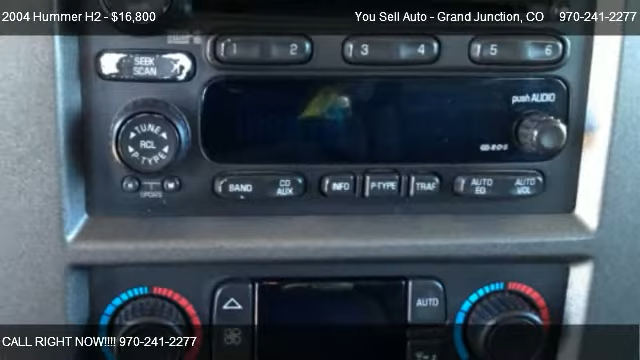 2004 Hummer H2 - $16,800
You Sell Auto - Grand Junction, CO 970-241-2277
1 2 3 4 5 6
SEEK
SCAN
push AUDIO
TUNE
RCL
P-TYPE
BAND
CD
AUX
INFO
P-TYPE
TRAF
AUTO
EQ
AUTO
VOL
UPDATE
AUTO
CALL RIGHT NOW!!!! 970-241-2277